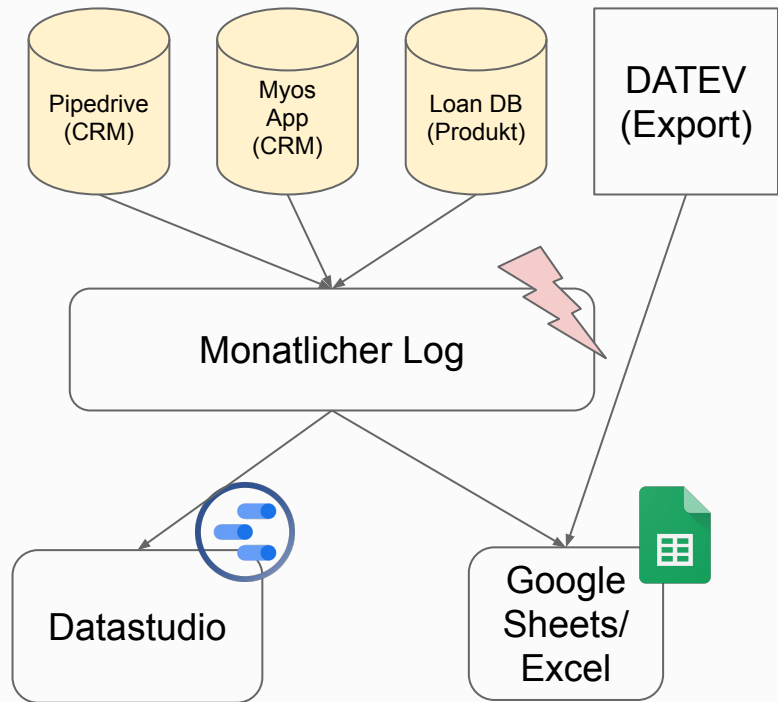 Pipedrive
(CRM)
Myos
App
(CRM)
Loan DB
(Produkt)
DATEV
(Export)
Monatlicher Log
Datastudio
Google
Sheets/
Excel